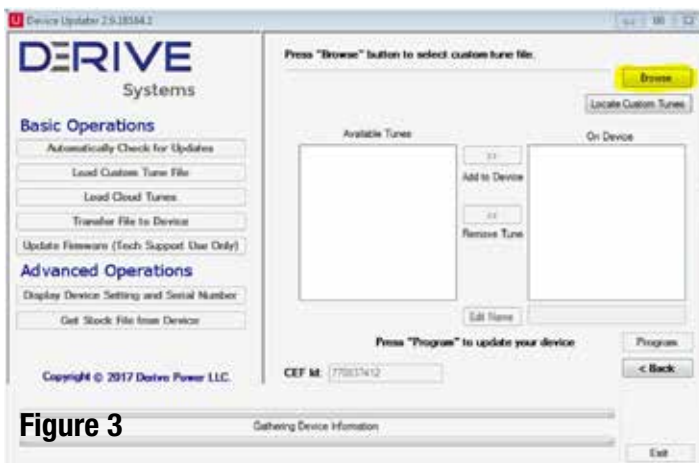 Device Updater 2.9.18504.2
DERIVE
Systems
Basic Operations
Automatically Check for Updates
Load Custom Tune File
Load Cloud Tunes
Transfer File to Device
Update Firmware (Tech Support Use Only)
Advanced Operations
Display Device Setting and Serial Number
Get Stock File from Device
Copyright © 2017 Derive Power LLC.
Press "Browse" button to select custom tune file.
Browse
Locate Custom Tunes
Available Tunes
On Device
>>
Add to Device
<<
Remove Tune
Edit Name
Press "Program" to update your device
Program
CEF Id:
< Back
Figure 3
Gathering Device Information
Exit